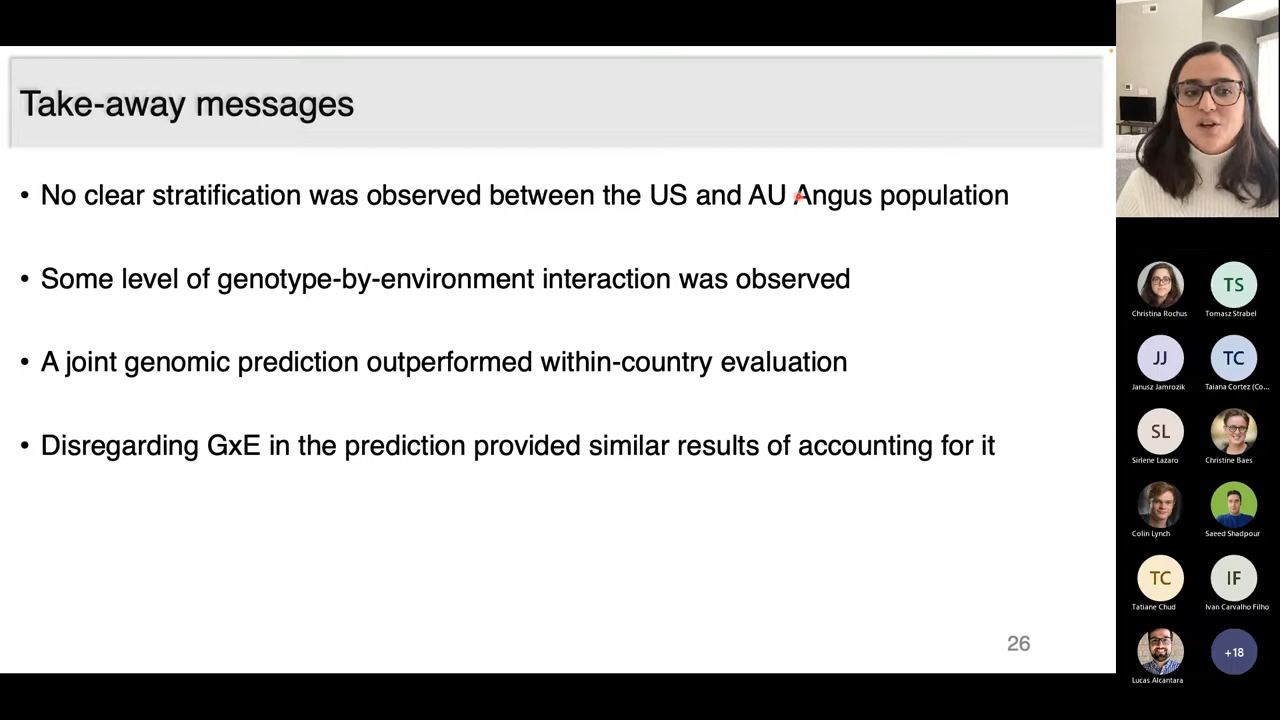 Take-away messages
• No clear stratification was observed between the US and AU Angus population
• Some level of genotype-by-environment interaction was observed
• A joint genomic prediction outperformed within-country evaluation
• Disregarding GxE in the prediction provided similar results of accounting for it
26
TS
Christina Rochus
Tomasz Strabel
JJ
TC
Janusz Jamrozik
Taiana Cortez (Co...
SL
Sirlene Lazaro
Christine Baes
Colin Lynch
Saeed Shadpour
TC
IF
Tatiane Chud
Ivan Carvalho Filho
+18
Lucas Alcantara